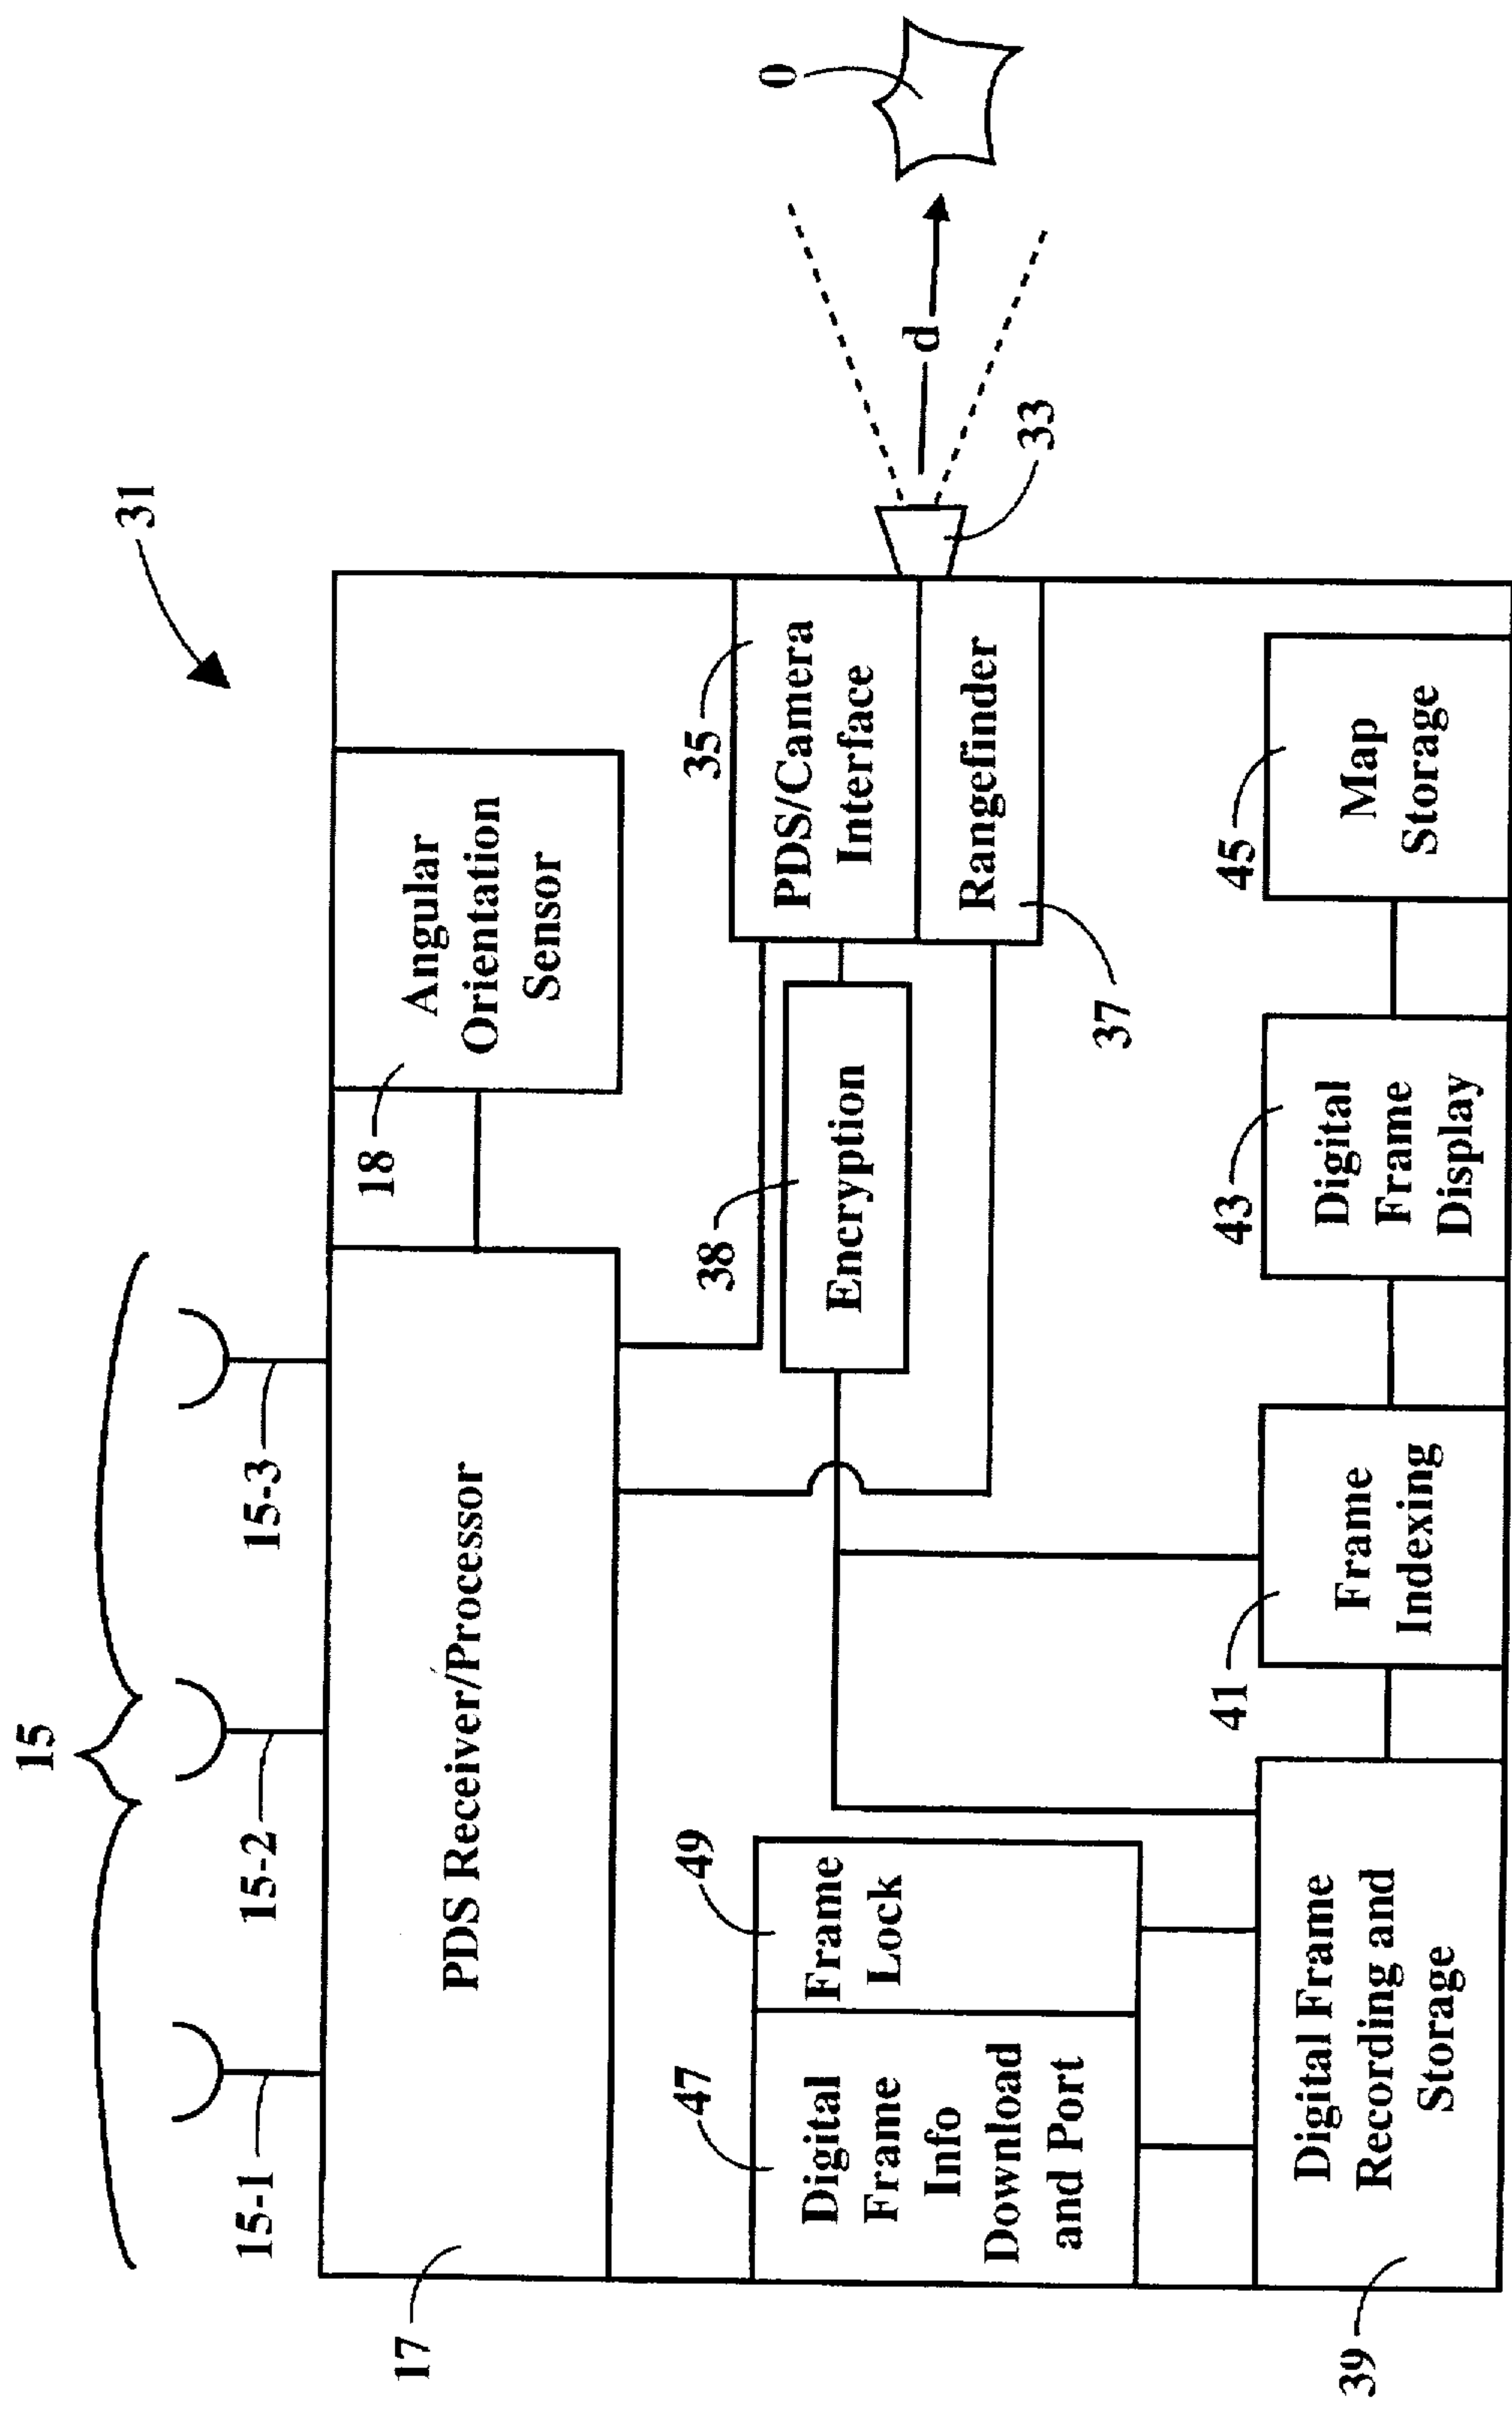 15
31
15-1
15-2
15-3
17
PDS Receiver/Processor
18
Angular
Orientation
Sensor
0
35
PDS/Camera
Interface
Rangefinder
37
d
33
38
Encryption
47
Digital
Frame
Info
Download
and Port
49
Frame
Lock
39
Digital Frame
Recording and
Storage
41
Frame
Indexing
43
Digital
Frame
Display
45
Map
Storage